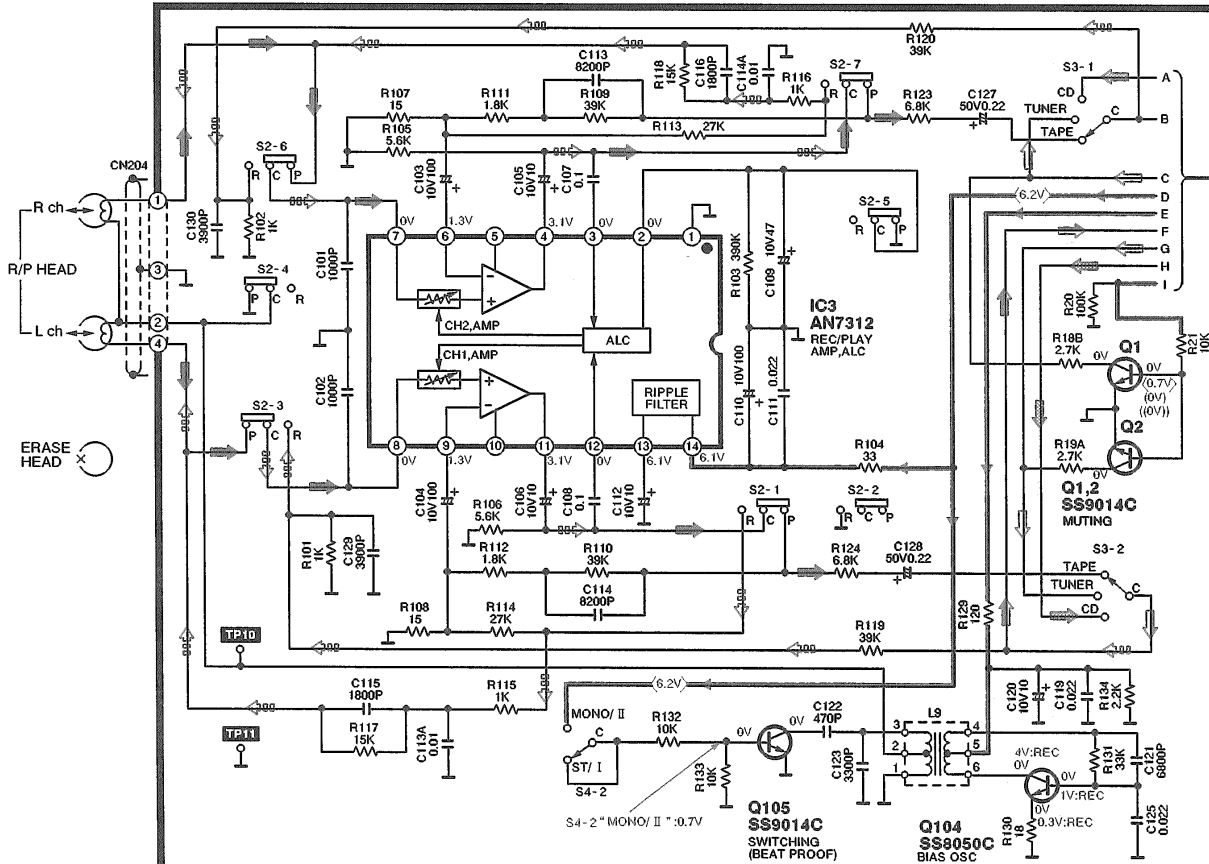 R120
39K
C113
8200P
R118
15K
C116
1800P
C114A
0.01
R116
1K
S2-7
R
C
P
S3-1
A
CD
TUNER
TAPE
C
B
R107
15
R111
1.8K
R109
39K
R123
6.8K
C127
50V0.22
R105
5.6K
R113
27K
CN204
S2-6
R
C
P
C103
10V100
C105
10V10
C107
0.1
C
D
E
F
G
H
I
(6.2V)
1
R ch
R/P HEAD
L ch
3
2
4
C130
3900P
R102
1K
S2-4
P
C
R
C101
1000P
C102
1000P
0V
1.3V
3.1V
0V
0V
7
6
5
4
3
2
1
S2-5
R
C
P
R103
390K
C109
10V47
CH2,AMP
ALC
CH1,AMP
RIPPLE
FILTER
IC3
AN7312
REC/PLAY
AMP,ALC
C110
10V100
C111
0.022
R20
100K
R21
10K
R18B
2.7K
Q1
0V
(0.7V)
(0V)
((0V))
0V
Q2
R19A
2.7K
0V
Q1,2
SS9014C
MUTING
8
9
10
11
12
13
14
0V
1.3V
3.1V
0V
6.1V
6.1V
S2-3
P
C
R
ERASE
HEAD
R104
33
C104
10V100
R106
5.6K
C106
10V10
C108
0.1
C112
10V10
S2-1
R
C
P
S2-2
R
C
P
R101
1K
C129
3900P
R112
1.8K
R110
39K
C114
8200P
R124
6.8K
C128
50V0.22
S3-2
TAPE
TUNER
C
CD
R129
120
R108
15
R114
27K
R119
39K
TP10
TP11
C115
1800P
R117
15K
R115
1K
C113A
0.01
(6.2V)
MONO/ II
C
ST/ I
S4-2
R132
10K
R133
10K
0V
0V
C122
470P
C123
3300P
L9
3
2
1
4
5
6
C120
10V10
C119
0.022
R134
2.2K
4V:REC
0V
0V
1V:REC
0V
0.3V:REC
R131
33K
C121
6800P
R130
18
C125
0.022
S4-2 "MONO/ II" :0.7V
Q105
SS9014C
SWITCHING
(BEAT PROOF)
Q104
SS8050C
BIAS OSC